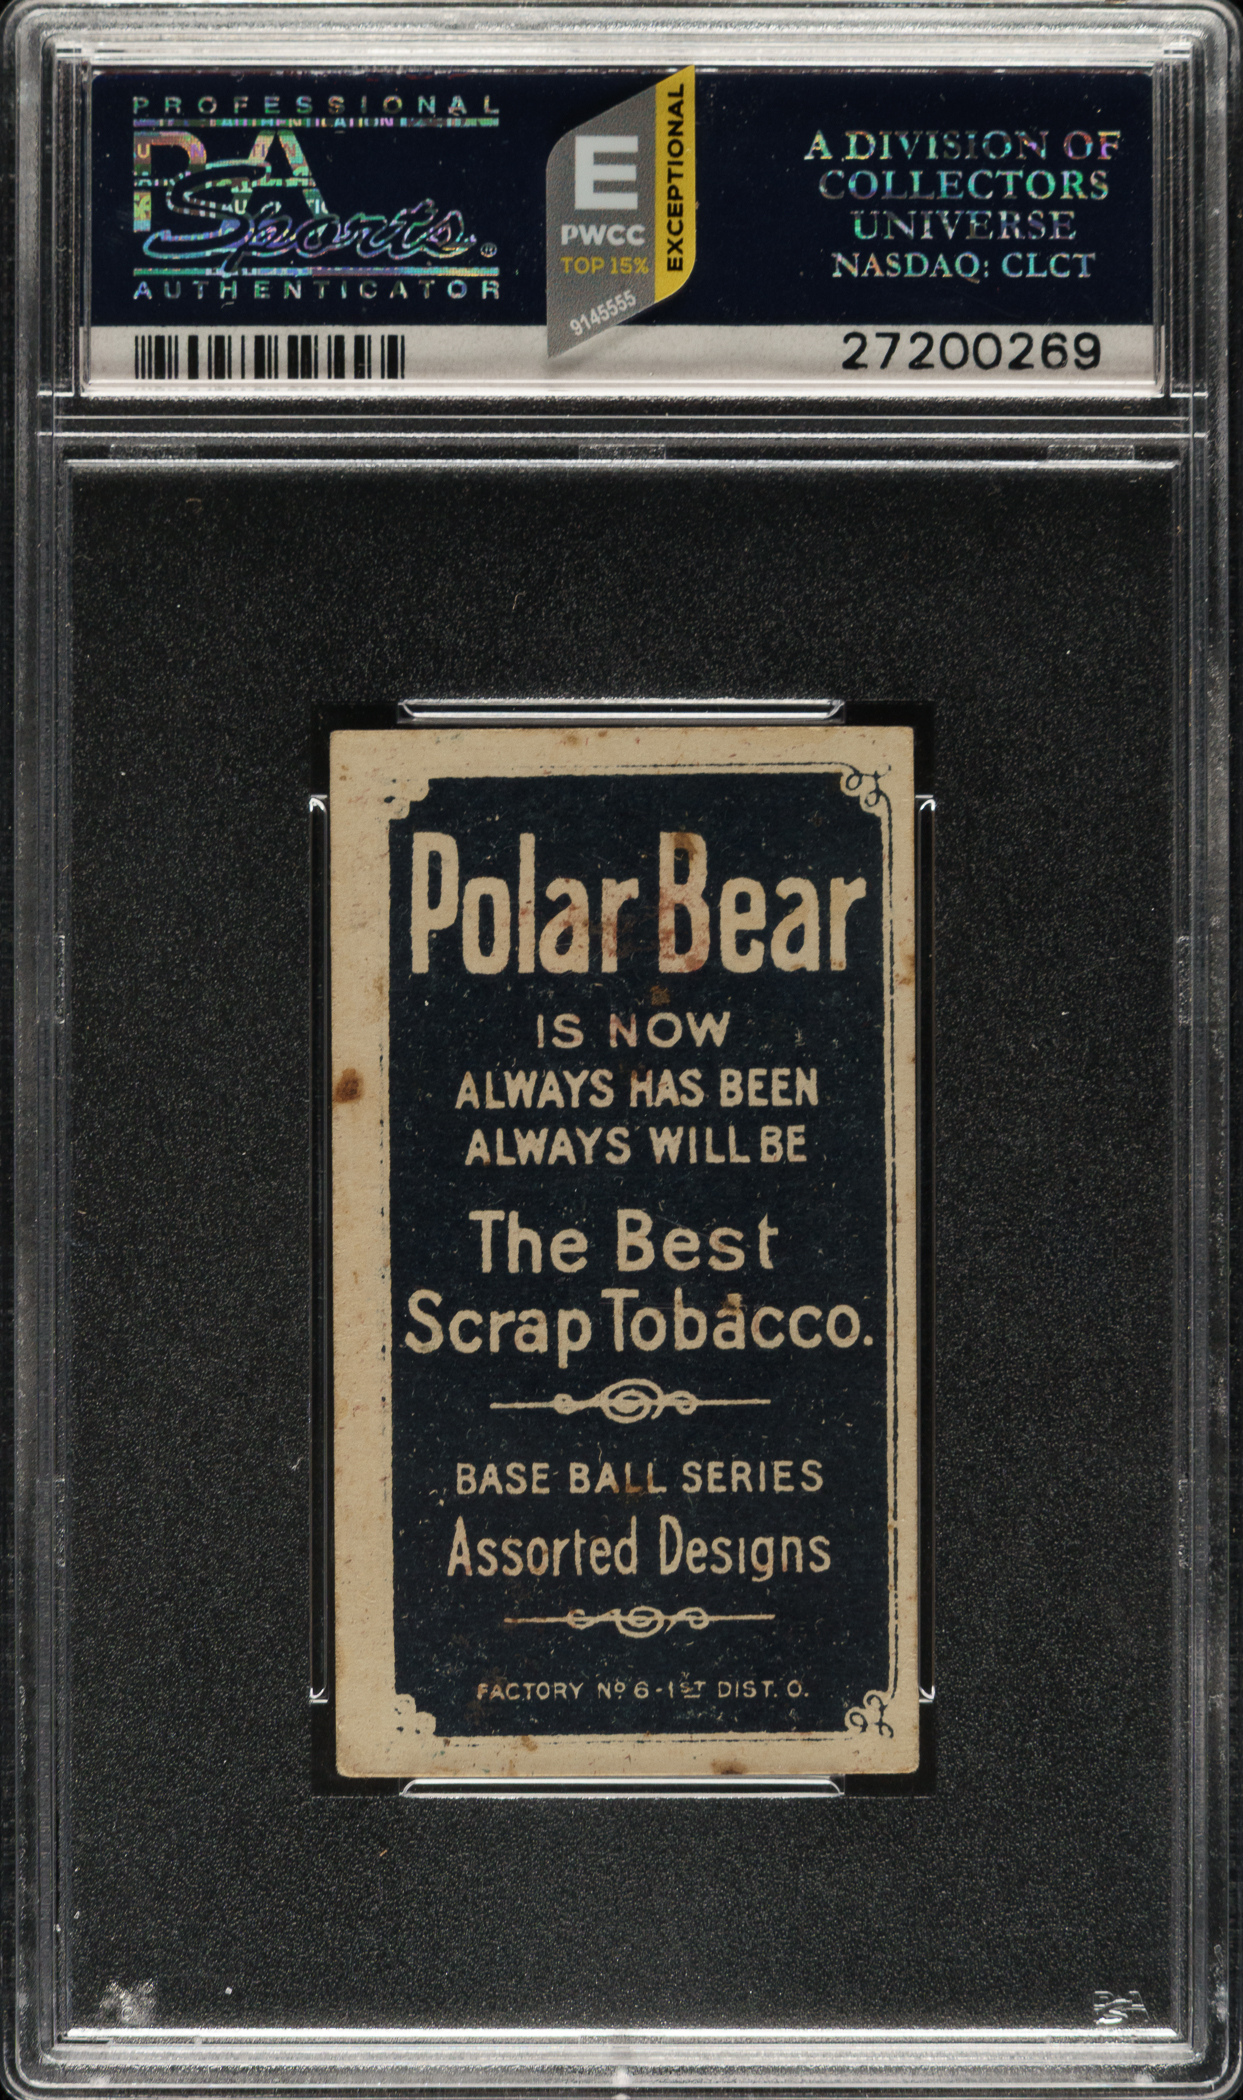 PROFESSIONAL
PSA
Sports®
AUTHENTICATOR
E
PWCC
TOP 15%
EXCEPTIONAL
9145555
A DIVISION OF
COLLECTORS
UNIVERSE
NASDAQ: CLCT
27200269
Polar Bear
IS NOW
ALWAYS HAS BEEN
ALWAYS WILL BE
The Best
Scrap Tobacco.
BASE BALL SERIES
Assorted Designs
FACTORY Nº 6-1ST DIST. O.
PSA